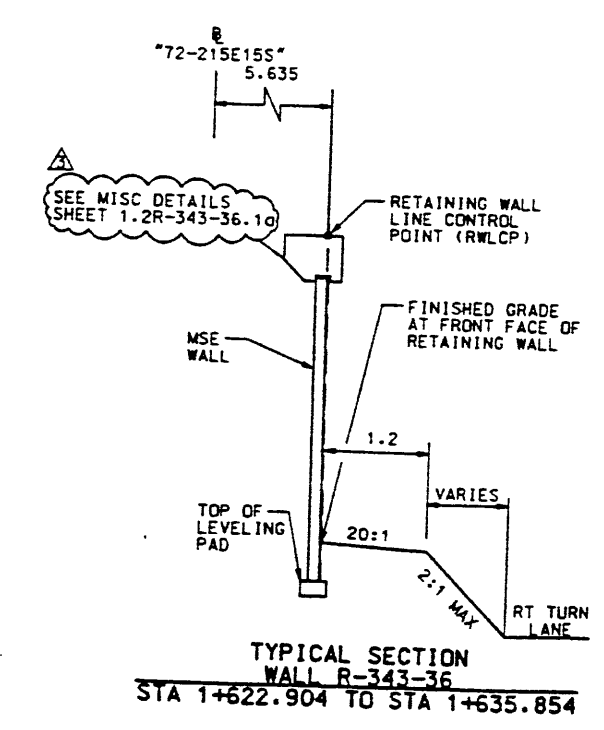 ℞
"72-215E15S"
5.635
3
SEE MISC DETAILS
SHEET 1.2R-343-36.1a
RETAINING WALL
LINE CONTROL
POINT (RWLCP)
FINISHED GRADE
AT FRONT FACE OF
RETAINING WALL
MSE
WALL
1.2
VARIES
TOP OF
LEVELING
PAD
20:1
2:1 MAX
RT TURN
LANE
TYPICAL SECTION
WALL R-343-36
STA 1+622.904 TO STA 1+635.854